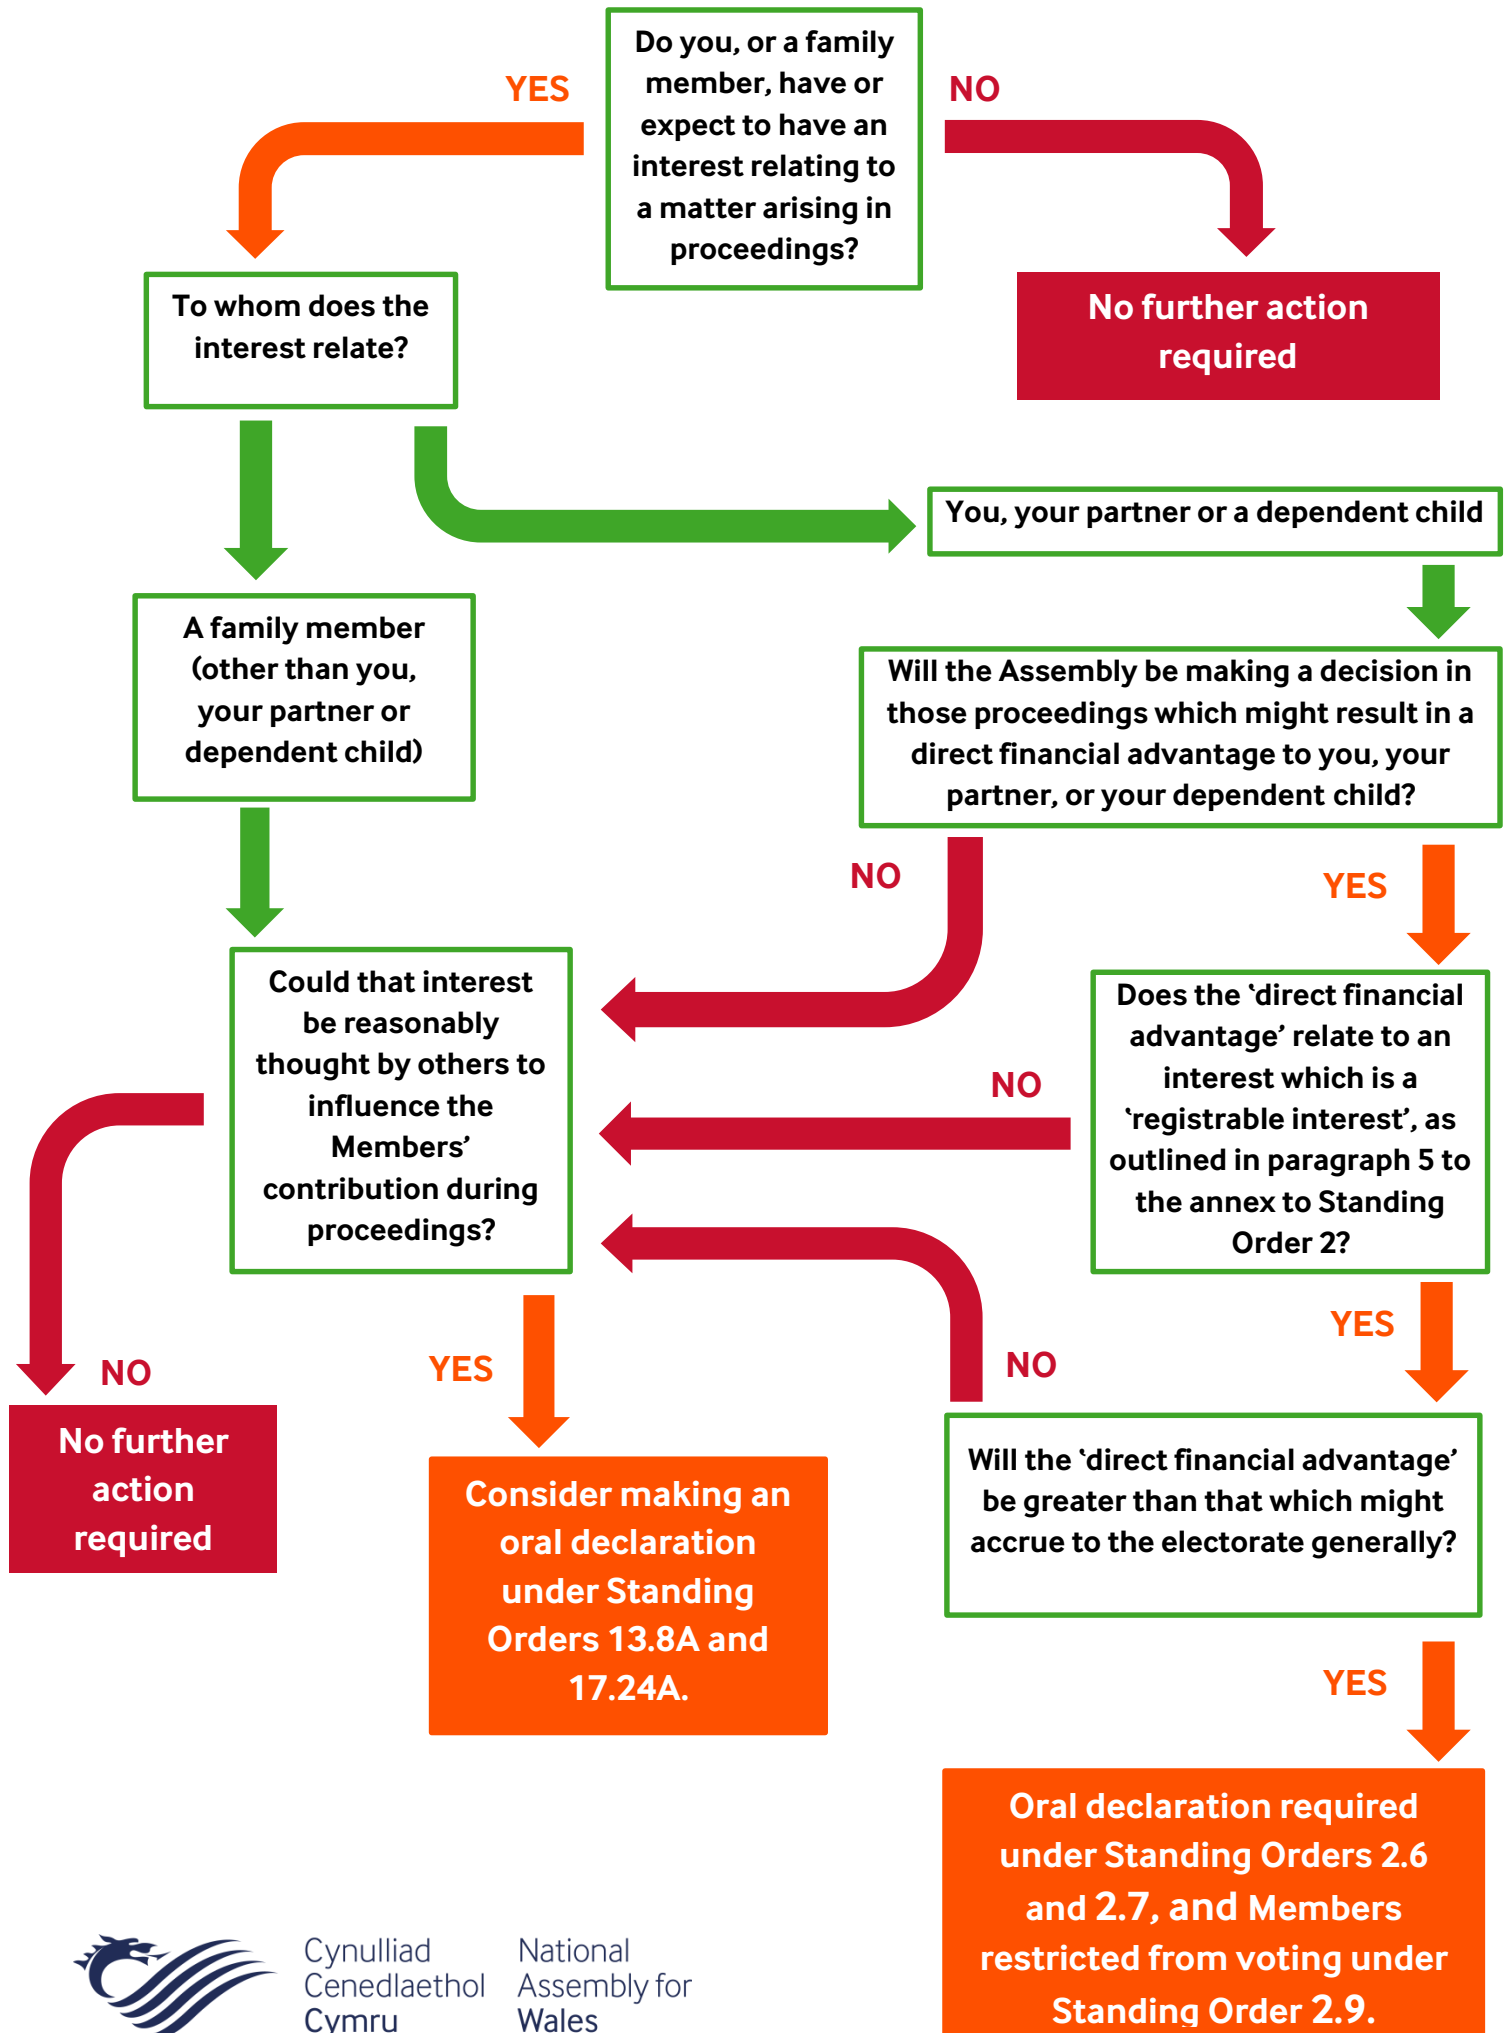 Do you, or a family
member, have or
expect to have an
interest relating to
a matter arising in
proceedings?
YES
NO
To whom does the
interest relate?
No further action
required
You, your partner or a dependent child
A family member
(other than you,
your partner or
dependent child)
Will the Assembly be making a decision in
those proceedings which might result in a
direct financial advantage to you, your
partner, or your dependent child?
NO
YES
Could that interest
be reasonably
thought by others to
influence the
Members’
contribution during
proceedings?
Does the ‘direct financial
advantage’ relate to an
interest which is a
‘registrable interest’, as
outlined in paragraph 5 to
the annex to Standing
Order 2?
NO
YES
NO
YES
NO
No further
action
required
Consider making an
oral declaration
under Standing
Orders 13.8A and
17.24A.
Will the ‘direct financial advantage’
be greater than that which might
accrue to the electorate generally?
YES
Oral declaration required
under Standing Orders 2.6
and 2.7, and Members
restricted from voting under
Standing Order 2.9.
Cynulliad
Cenedlaethol
Cymru
National
Assembly for
Wales